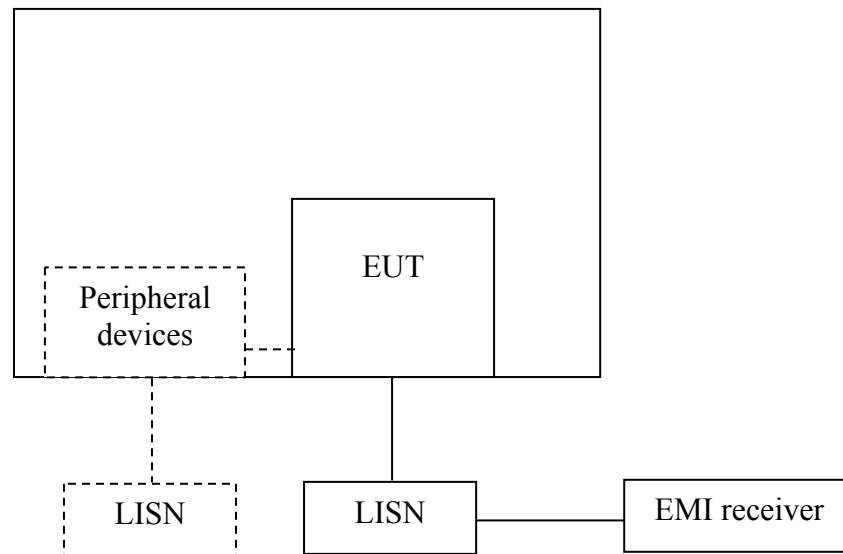 EUT
Peripheral
devices
LISN
LISN
EMI receiver